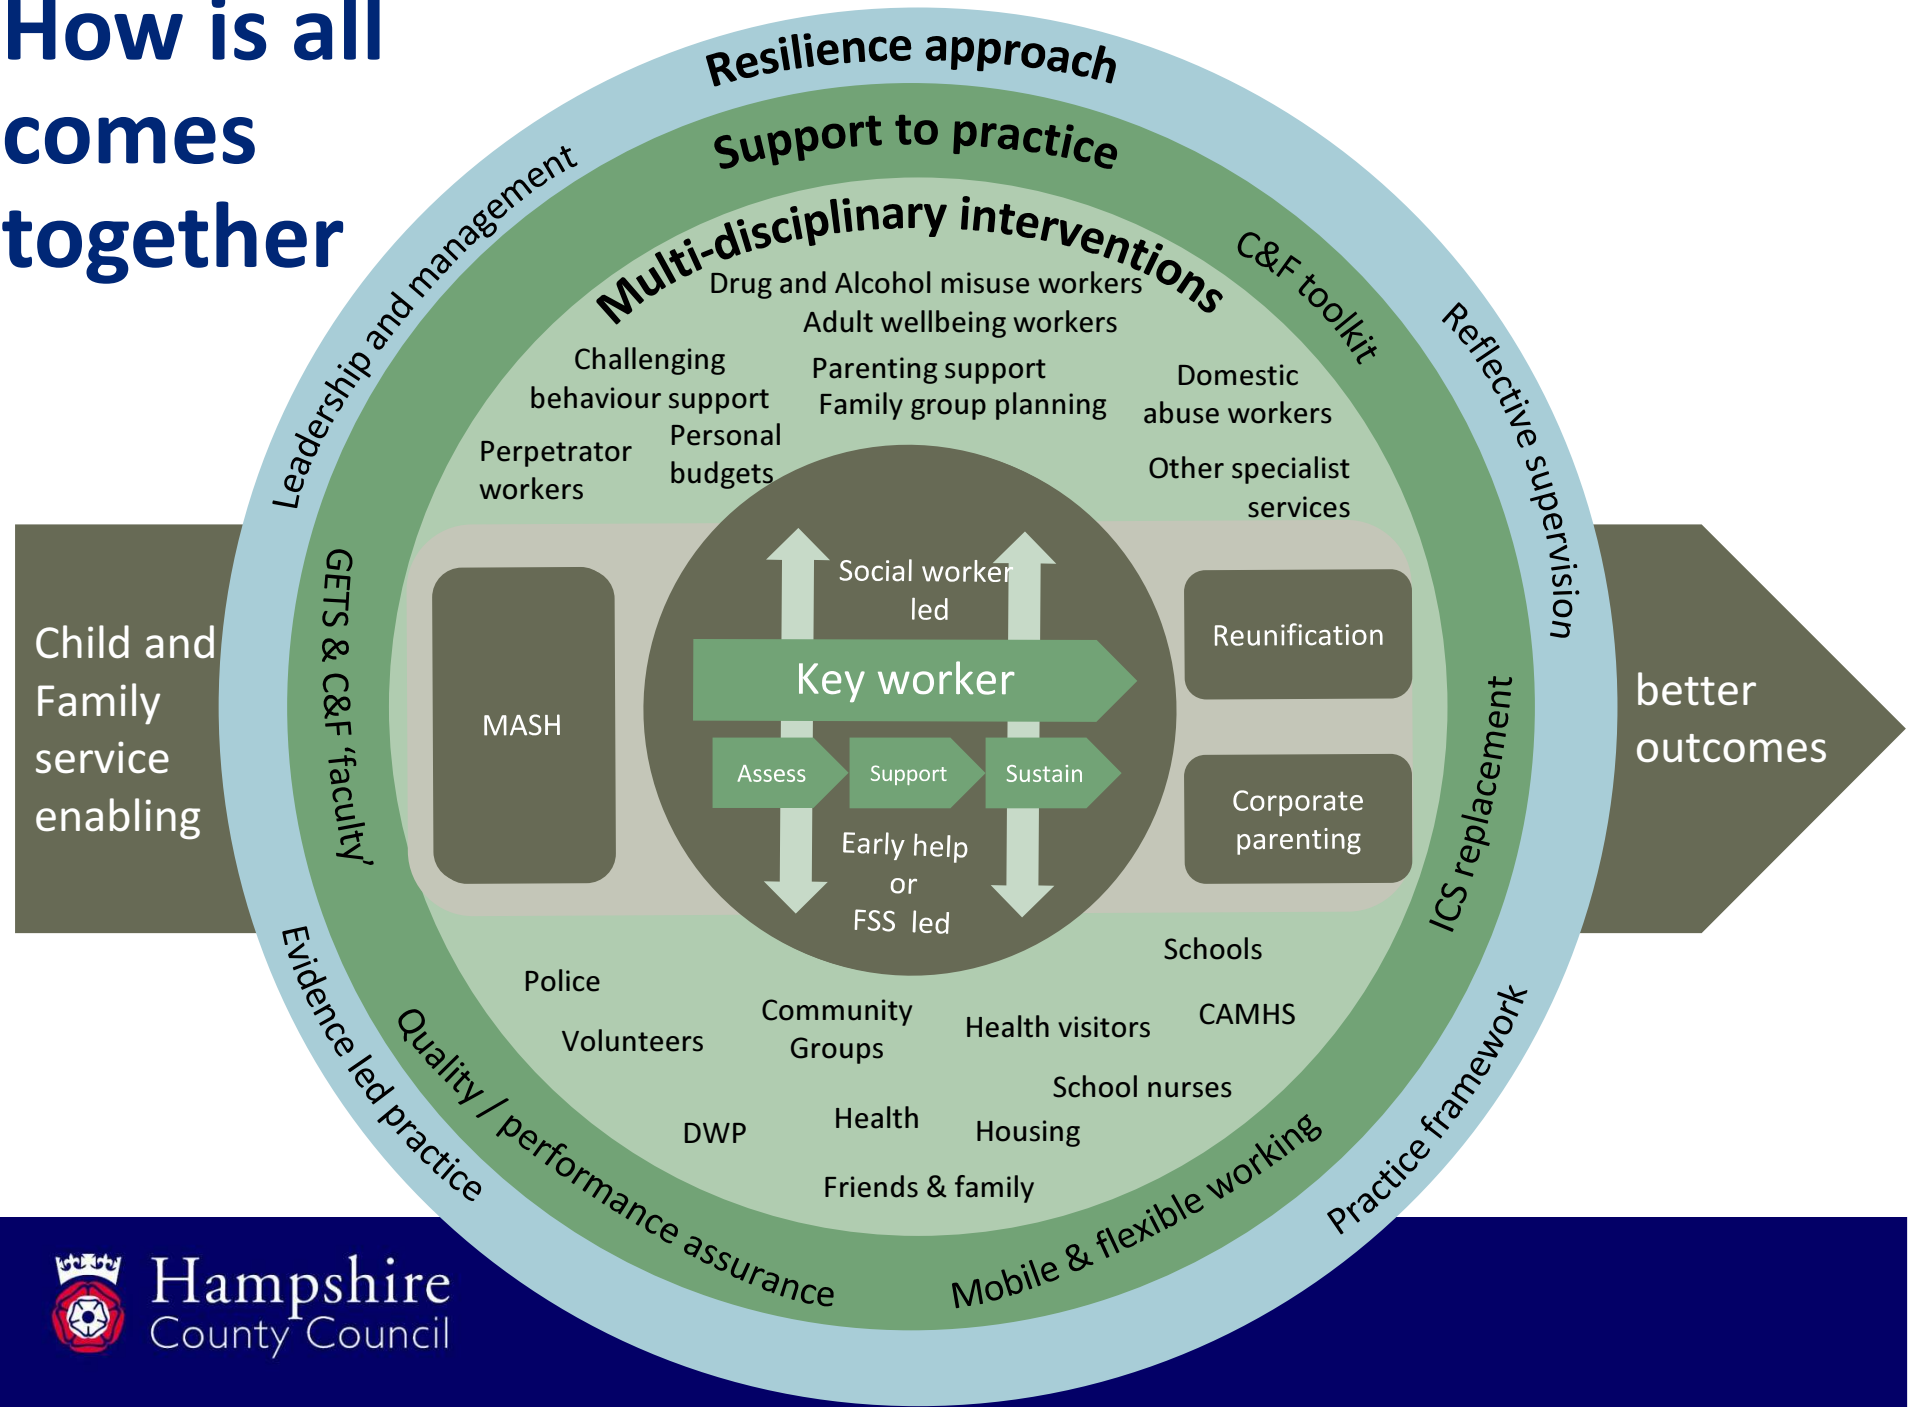 How is all
comes
together
Resilience approach
Support to practice
Multi-disciplinary interventions
Leadership and management
C&F toolkit
Reflective supervision
Drug and Alcohol misuse workers
Adult wellbeing workers
Challenging
behaviour support
Parenting support
Family group planning
Domestic
abuse workers
Perpetrator
workers
Personal
budgets
Other specialist
services
Child and
Family
service
enabling
GETS & C&F ‘faculty’
MASH
Social worker
led
Key worker
Assess
Support
Sustain
Early help
or
FSS led
Reunification
Corporate
parenting
ICS replacement
better
outcomes
Evidence led practice
Quality / performance assurance
Police
Volunteers
Community
Groups
Health visitors
Schools
CAMHS
School nurses
DWP
Health
Housing
Friends & family
Mobile & flexible working
Practice framework
Hampshire
County Council